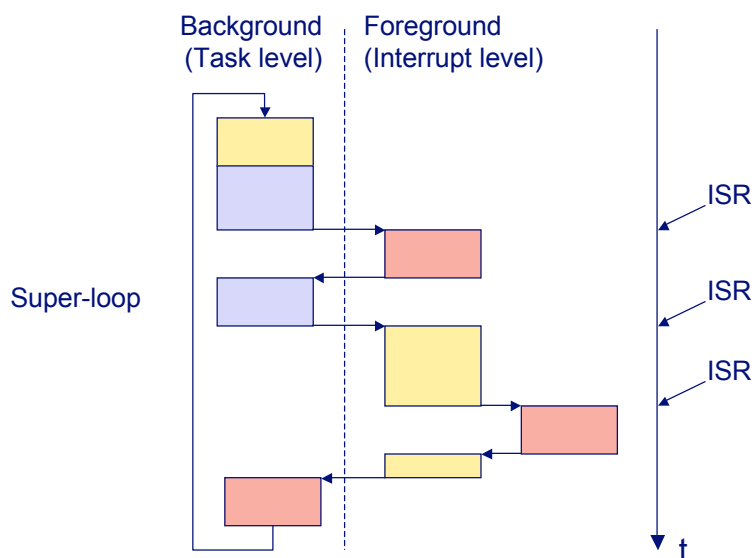 Background
(Task level)
Foreground
(Interrupt level)
ISR
Super-loop
ISR
ISR
t